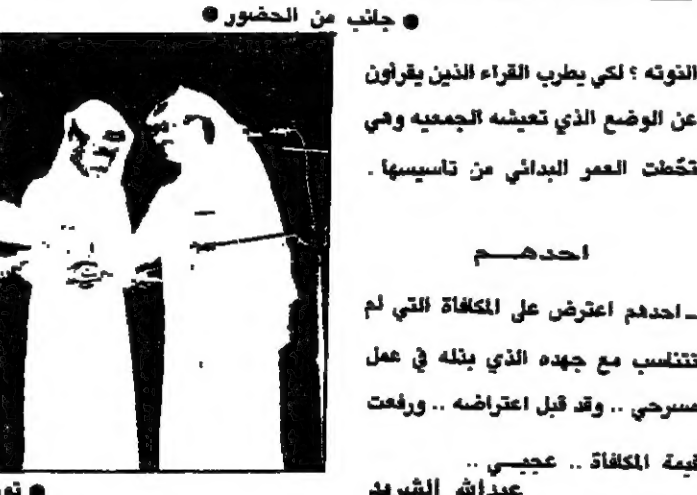 ● جانب من الحضور ●
النوته ؟ لكي يطرب القراء الذين يقرأون
عن الوضع الذي تعيشه الجمعيه وهي
تخطت العمر البدائي من تاسيسها .
احدهــم
ــ احدهم اعترض على المكافاة التي لم
تتناسب مع جهده الذي بذله في عمل
مسرحي .. وقد قبل اعتراضه .. ورفعت
قيمة المكافاة .. عجبــي ..
عبدالله الشريد